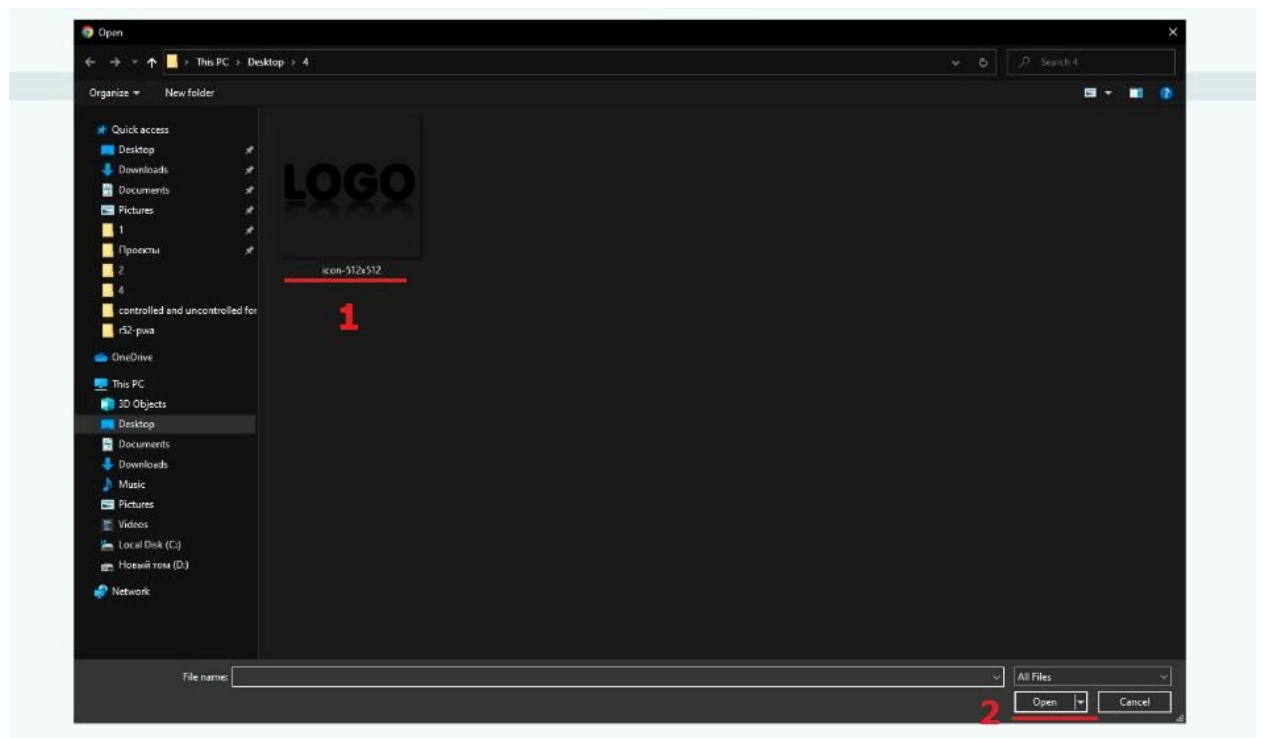 Open
This PC > Desktop > 4
Search 4
Organize
New folder
Quick access
Desktop
Downloads
Documents
Pictures
1
Проекты
2
4
controlled and uncontrolled for
r52-pwa
OneDrive
This PC
3D Objects
Desktop
Documents
Downloads
Music
Pictures
Videos
Local Disk (C:)
Новый том (D:)
Network
LOGO
icon-512x512
1
File name:
All Files
2
Open
Cancel